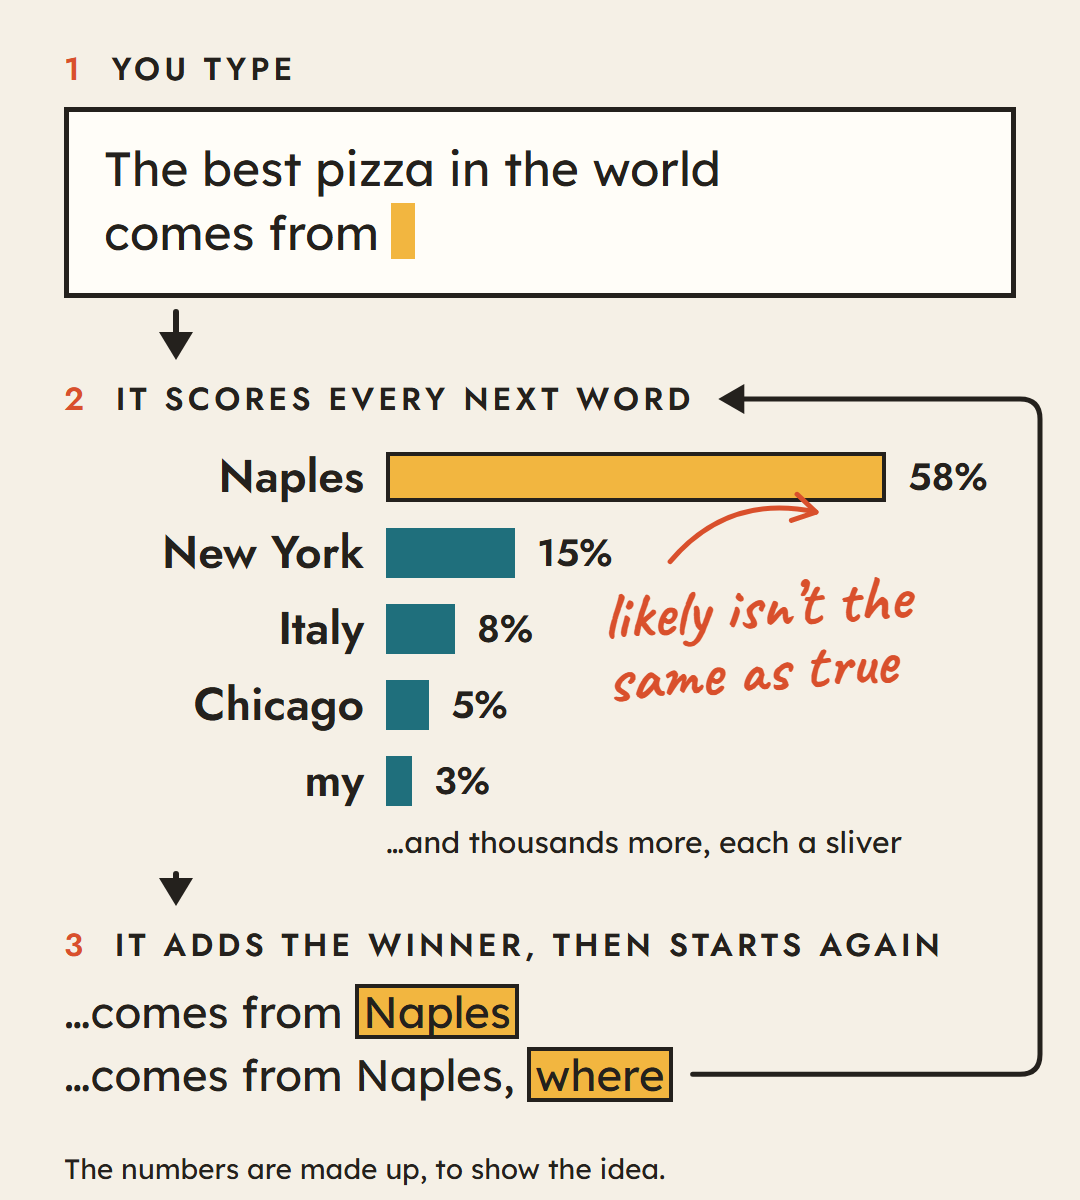 1 YOU TYPE
The best pizza in the world
comes from
2 IT SCORES EVERY NEXT WORD
Naples 58%
New York 15%
Italy 8%
Chicago 5%
my 3%
likely isn't the
same as true
…and thousands more, each a sliver
3 IT ADDS THE WINNER, THEN STARTS AGAIN
…comes from Naples
…comes from Naples, where
The numbers are made up, to show the idea.